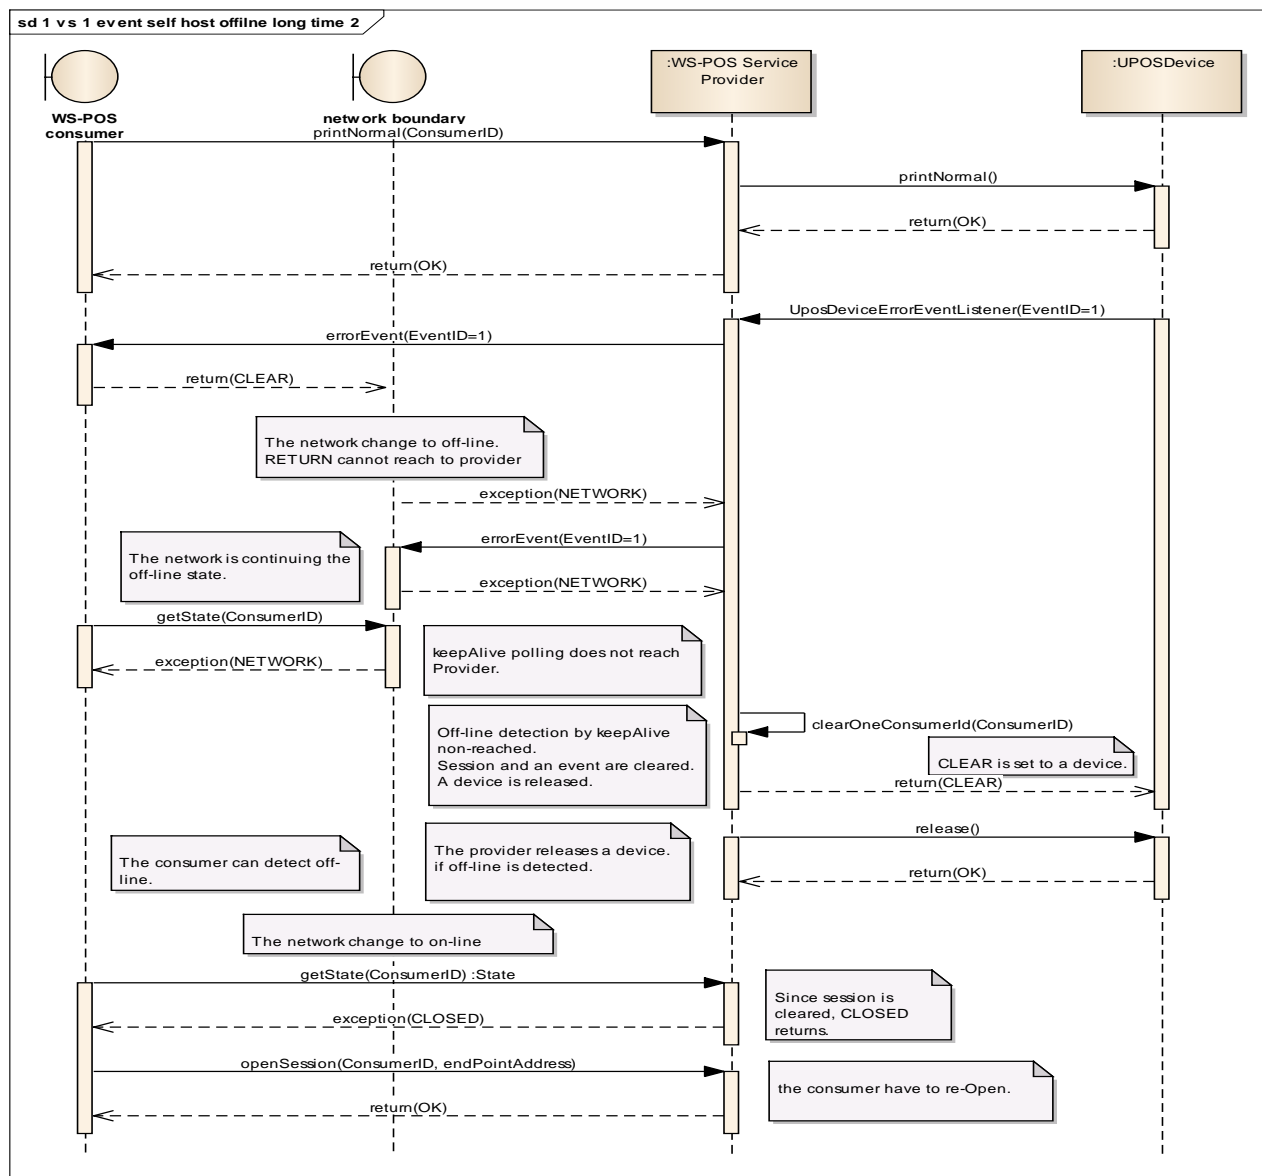 sd 1 vs 1 event self host offilne long time 2
WS-POS
consumer
network boundary
:WS-POS Service
Provider
:UPOSDevice
printNormal(ConsumerID)
printNormal()
return(OK)
return(OK)
UposDeviceErrorEventListener(EventID=1)
errorEvent(EventID=1)
return(CLEAR)
The network change to off-line.
RETURN cannot reach to provider
exception(NETWORK)
errorEvent(EventID=1)
The network is continuing the
off-line state.
exception(NETWORK)
getState(ConsumerID)
keepAlive polling does not reach
Provider.
exception(NETWORK)
clearOneConsumerId(ConsumerID)
Off-line detection by keepAlive
non-reached.
Session and an event are cleared.
A device is released.
CLEAR is set to a device.
return(CLEAR)
release()
The consumer can detect off-
line.
The provider releases a device.
if off-line is detected.
return(OK)
The network change to on-line
getState(ConsumerID) :State
Since session is
cleared, CLOSED
returns.
exception(CLOSED)
openSession(ConsumerID, endPointAddress)
the consumer have to re-Open.
return(OK)